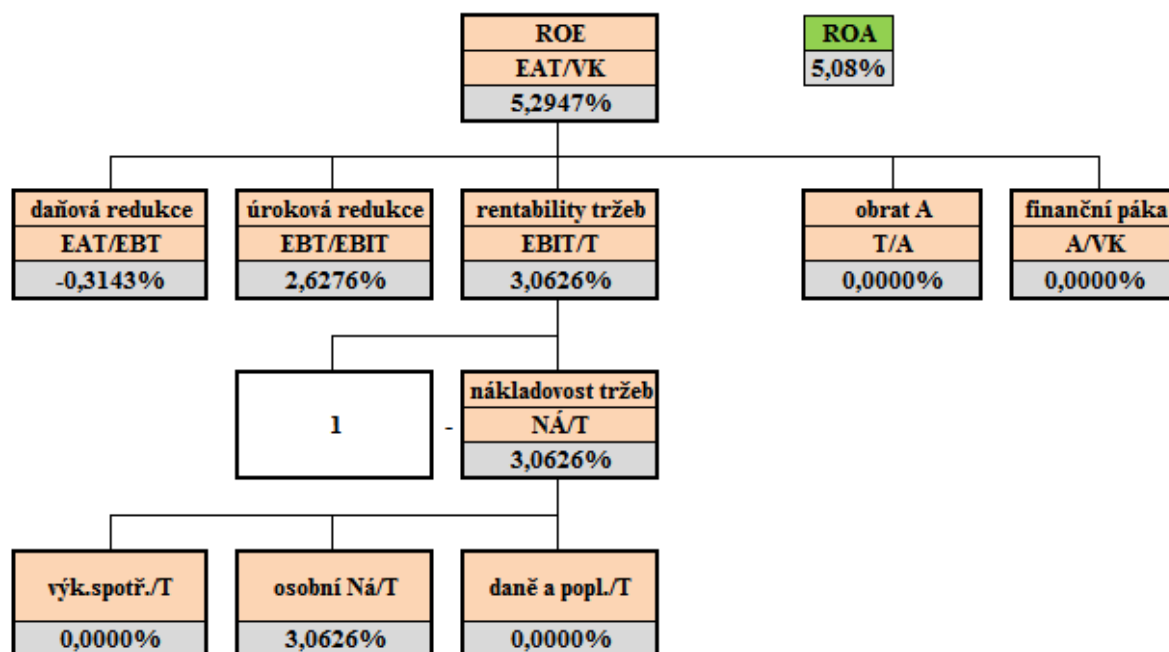 ROE
EAT/VK
5,2947%
ROA
5,08%
daňová redukce
EAT/EBT
-0,3143%
úroková redukce
EBT/EBIT
2,6276%
rentability tržeb
EBIT/T
3,0626%
obrat A
T/A
0,0000%
finanční páka
A/VK
0,0000%
1
-
nákladovost tržeb
NÁ/T
3,0626%
výk.spotř./T
0,0000%
osobní Ná/T
3,0626%
daně a popl./T
0,0000%